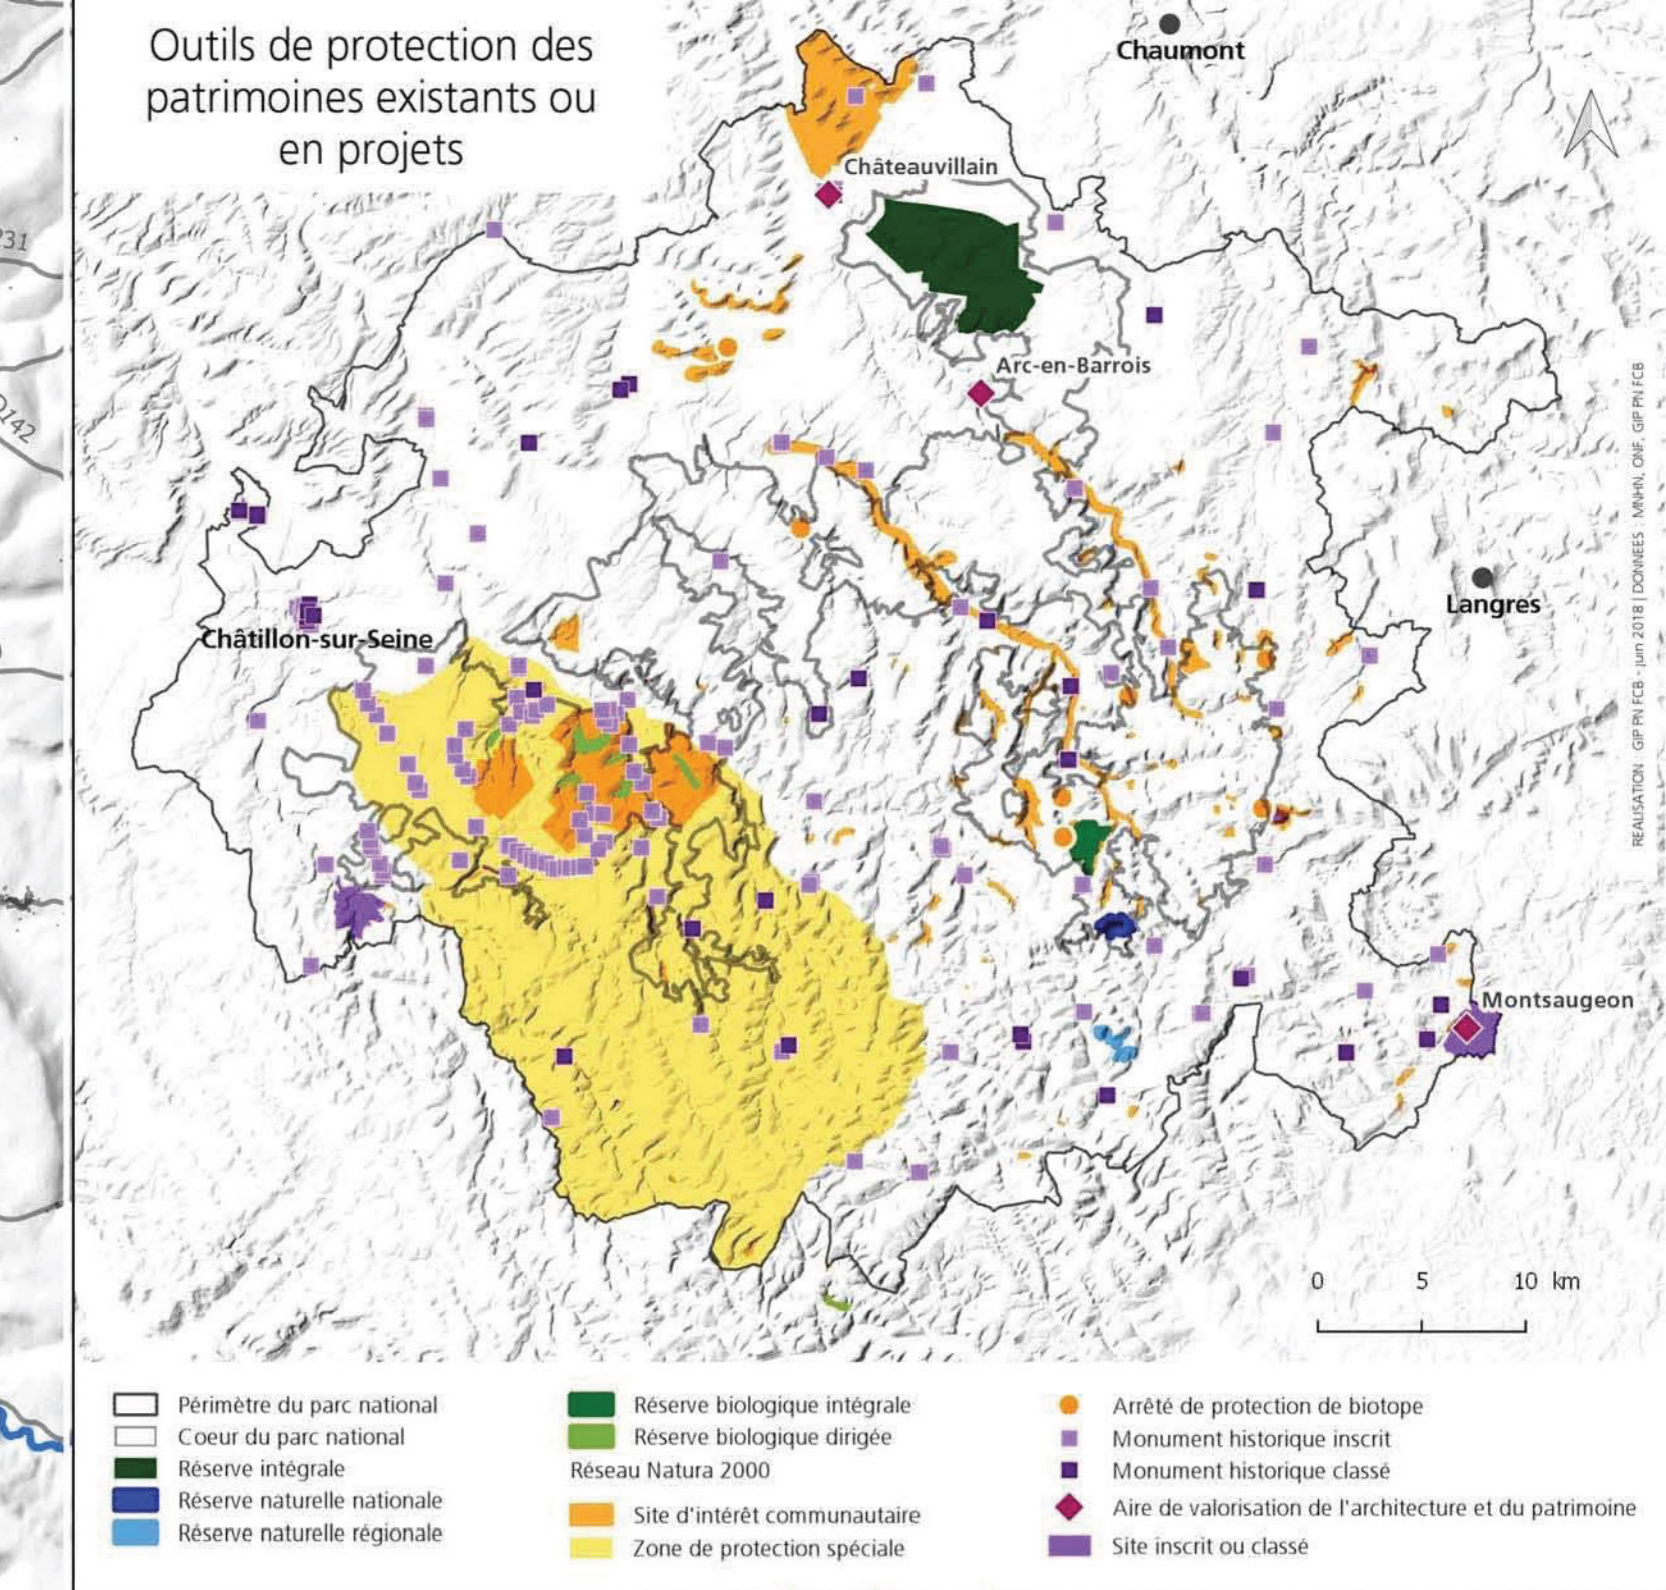 Outils de protection des
patrimoines existants ou
en projets
Chaumont
Châteauvillain
Arc-en-Barrois
Langres
Châtillon-sur-Seine
Montsaugeon
231
D142
REALISATION GIP PN FCB - Juin 2018 | DONNEES MNHN, ONF, GIP PN FCB
0 5 10 km
Périmètre du parc national
Coeur du parc national
Réserve intégrale
Réserve naturelle nationale
Réserve naturelle régionale
Réserve biologique intégrale
Réserve biologique dirigée
Réseau Natura 2000
Site d'intérêt communautaire
Zone de protection spéciale
Arrêté de protection de biotope
Monument historique inscrit
Monument historique classé
Aire de valorisation de l'architecture et du patrimoine
Site inscrit ou classé